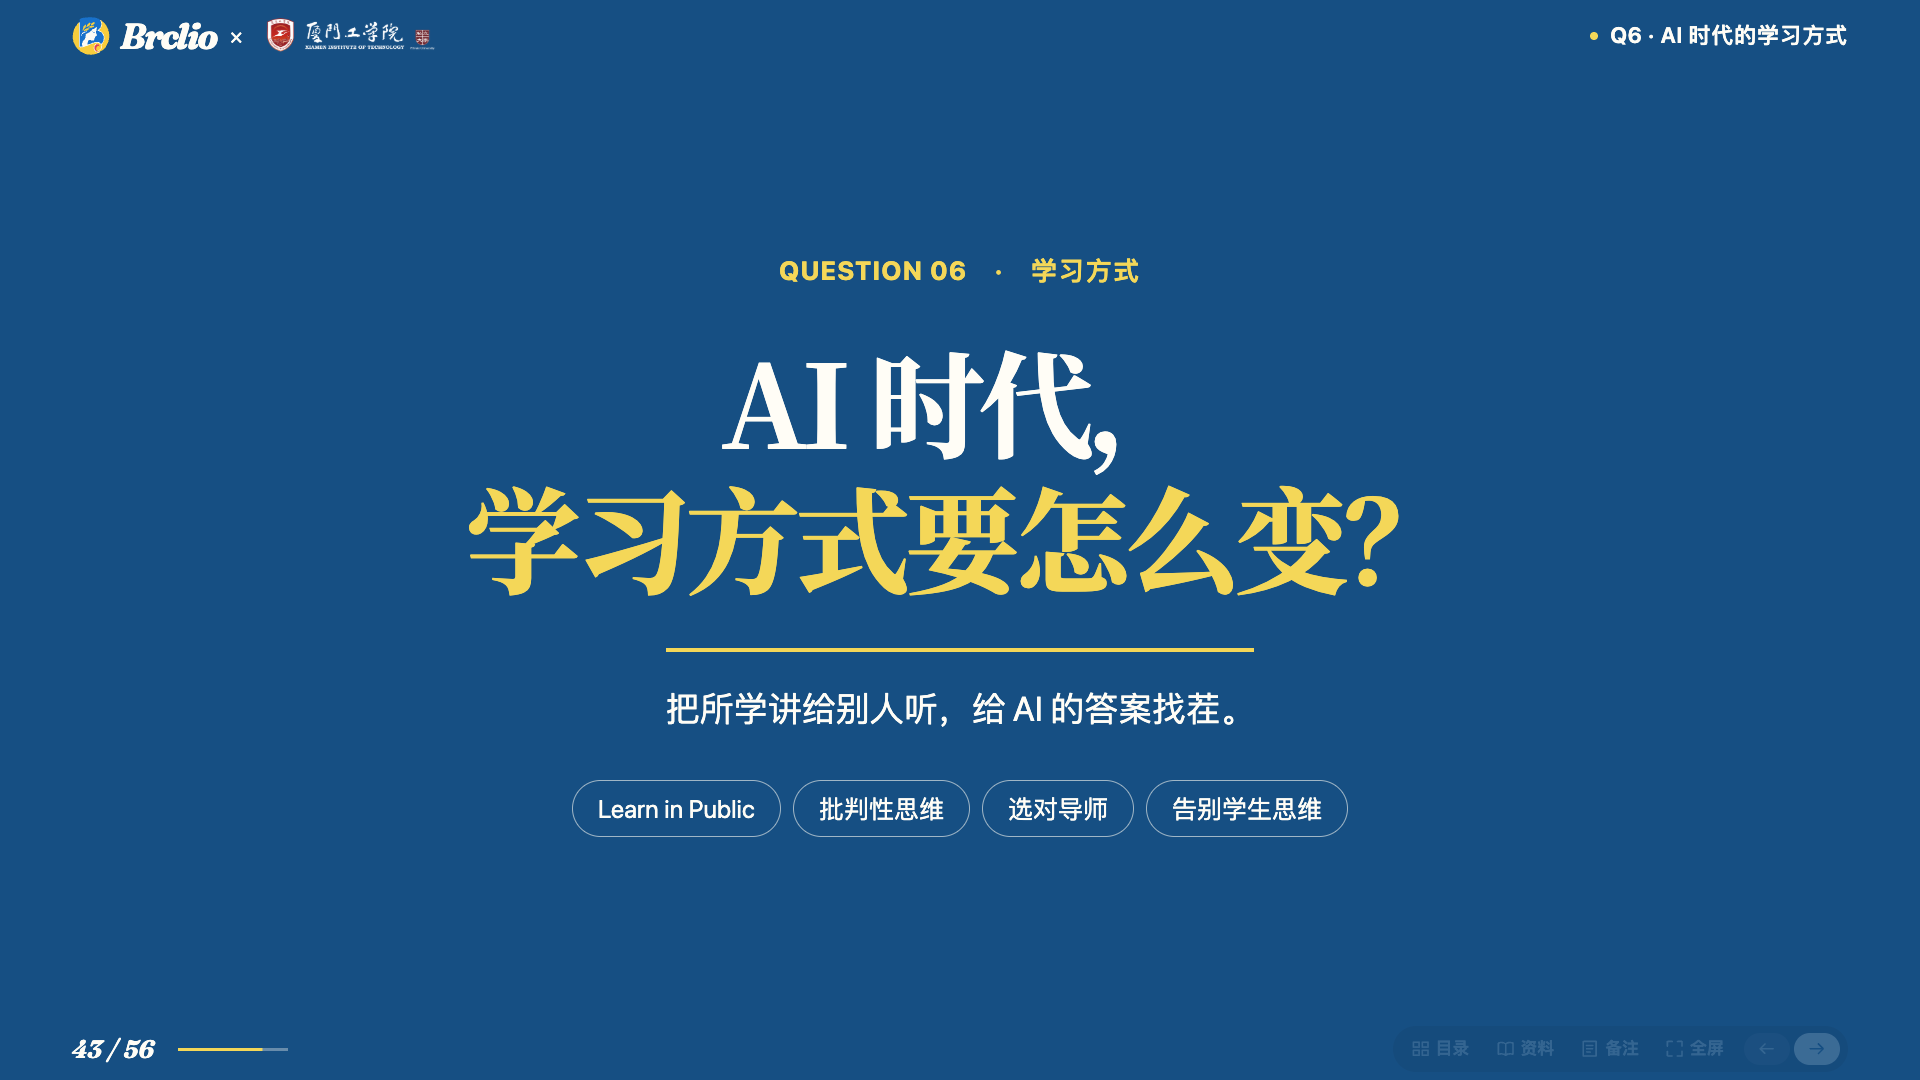 Brclio × 厦門工学院
XIAMEN INSTITUTE OF TECHNOLOGY
Q6 · AI 时代的学习方式
QUESTION 06 · 学习方式
AI 时代,
学习方式要怎么变?
把所学讲给别人听，给 AI 的答案找茬。
Learn in Public
批判性思维
选对导师
告别学生思维
43 / 56
目录
资料
备注
全屏